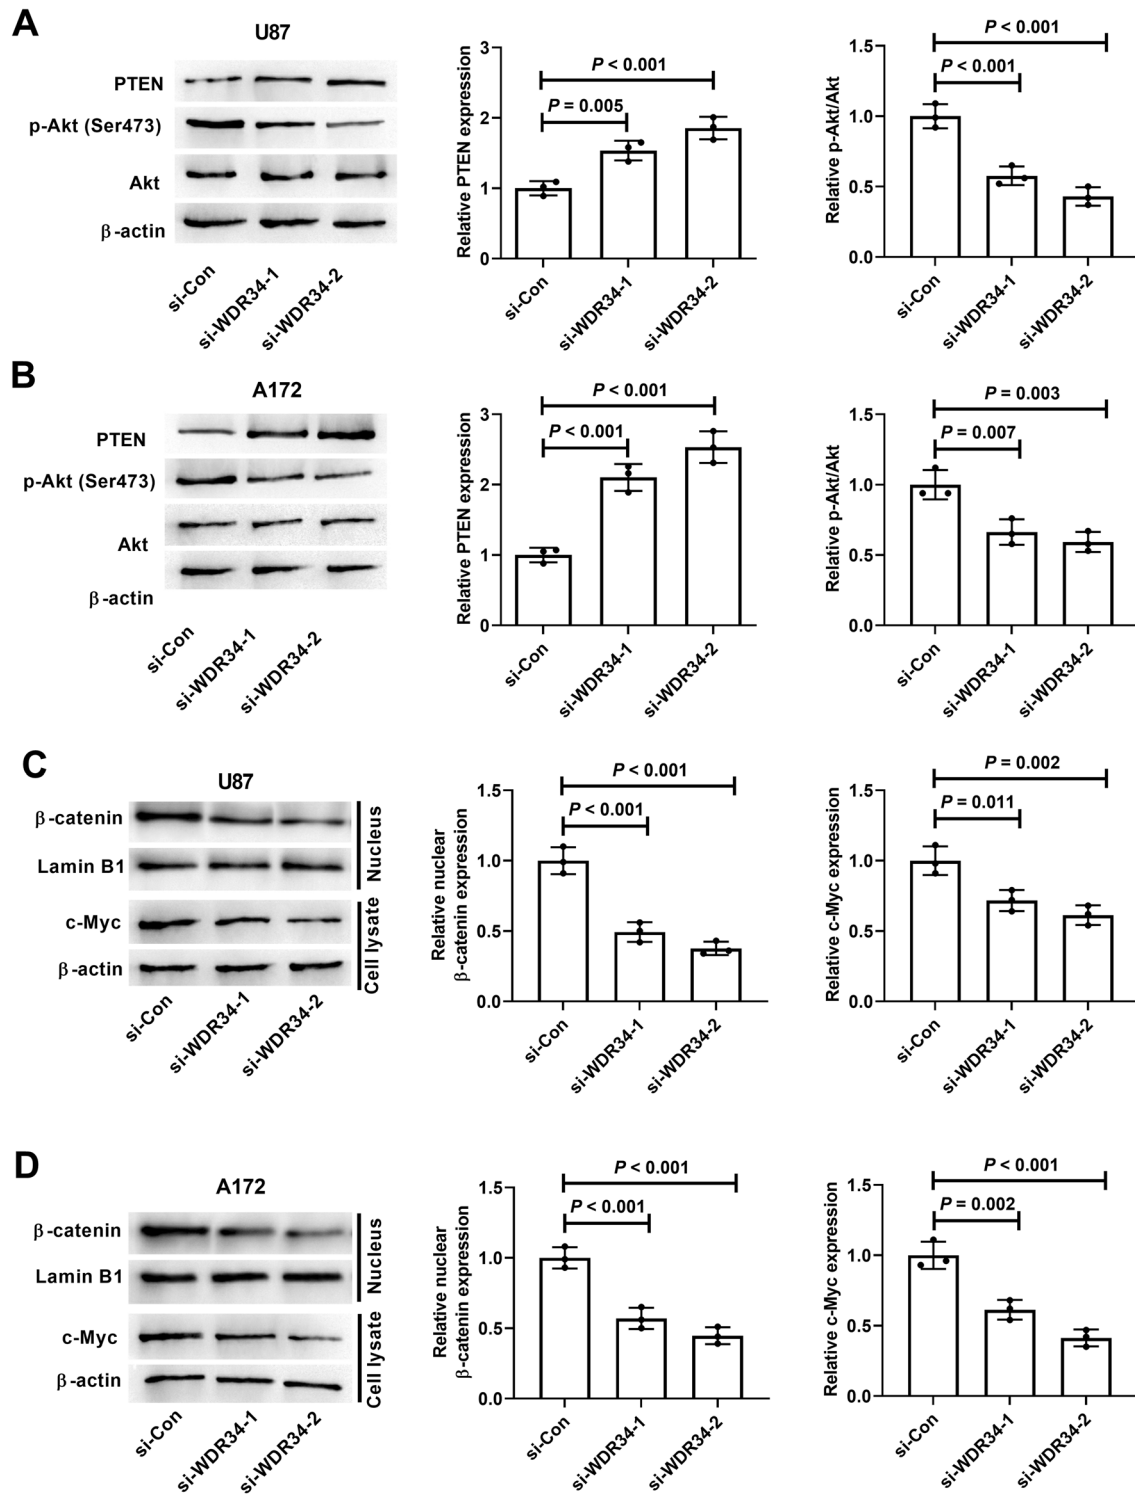 A
U87
PTEN
p-Akt (Ser473)
Akt
β-actin
si-Con
si-WDR34-1
si-WDR34-2
Relative PTEN expression
3
2
1
0
P < 0.001
P = 0.005
si-Con
si-WDR34-1
si-WDR34-2
Relative p-Akt/Akt
1.5
1.0
0.5
0.0
P < 0.001
P < 0.001
si-Con
si-WDR34-1
si-WDR34-2
B
A172
PTEN
p-Akt (Ser473)
Akt
β-actin
si-Con
si-WDR34-1
si-WDR34-2
Relative PTEN expression
3
2
1
0
P < 0.001
P < 0.001
si-Con
si-WDR34-1
si-WDR34-2
Relative p-Akt/Akt
1.5
1.0
0.5
0.0
P = 0.003
P = 0.007
si-Con
si-WDR34-1
si-WDR34-2
C
U87
β-catenin
Lamin B1
c-Myc
β-actin
Nucleus
Cell lysate
si-Con
si-WDR34-1
si-WDR34-2
Relative nuclear
β-catenin expression
1.5
1.0
0.5
0.0
P < 0.001
P < 0.001
si-Con
si-WDR34-1
si-WDR34-2
Relative c-Myc expression
1.5
1.0
0.5
0.0
P = 0.002
P = 0.011
si-Con
si-WDR34-1
si-WDR34-2
D
A172
β-catenin
Lamin B1
c-Myc
β-actin
Nucleus
Cell lysate
si-Con
si-WDR34-1
si-WDR34-2
Relative nuclear
β-catenin expression
1.5
1.0
0.5
0.0
P < 0.001
P < 0.001
si-Con
si-WDR34-1
si-WDR34-2
Relative c-Myc expression
1.5
1.0
0.5
0.0
P < 0.001
P = 0.002
si-Con
si-WDR34-1
si-WDR34-2